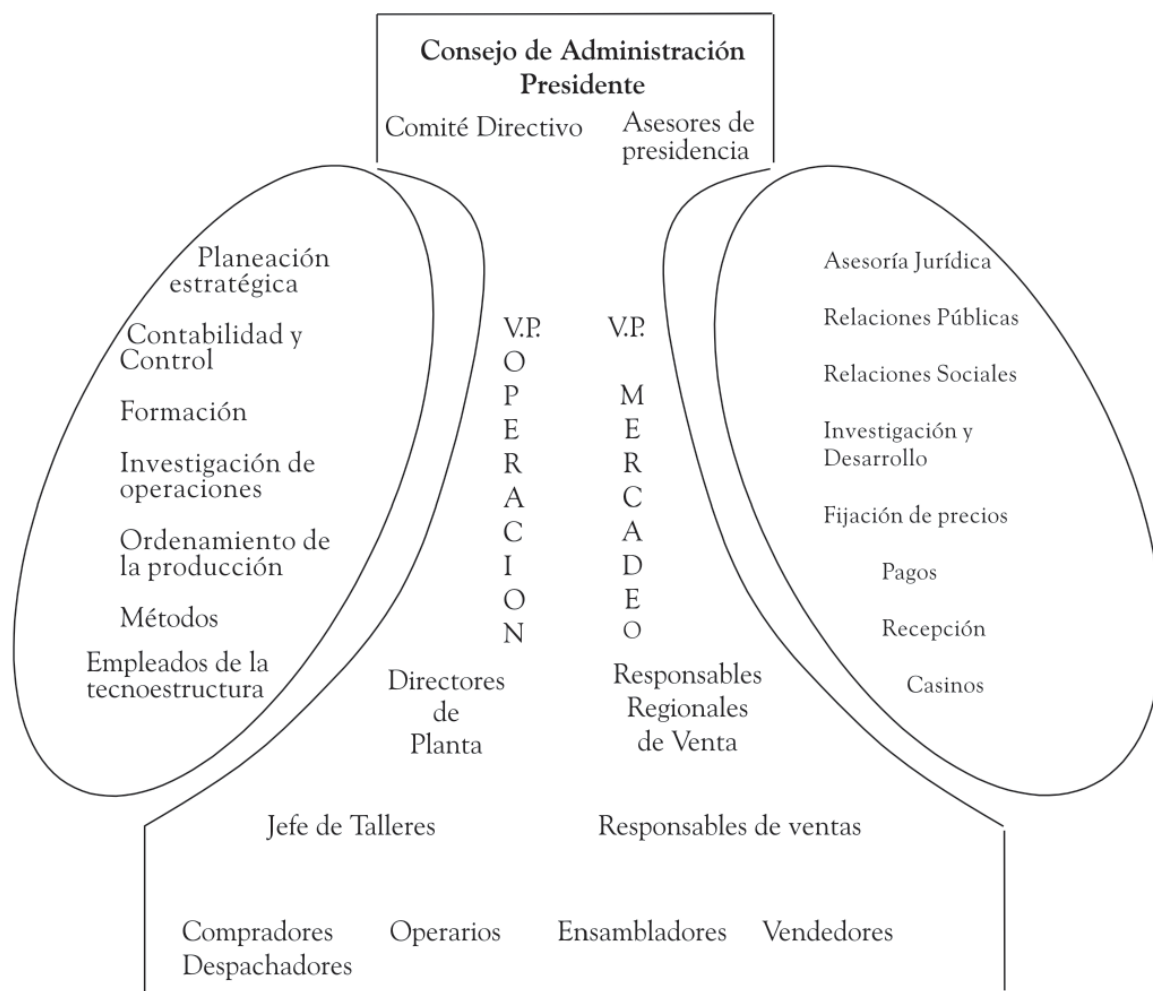 Consejo de Administración
Presidente
Comité Directivo
Asesores de
presidencia
Planeación
estratégica
Contabilidad y
Control
Formación
Investigación de
operaciones
Ordenamiento de
la producción
Métodos
Empleados de la
tecnoestructura
V.P.
O
P
E
R
A
C
I
O
N
V.P.
M
E
R
C
A
D
E
O
Directores
de
Planta
Responsables
Regionales
de Venta
Asesoría Jurídica
Relaciones Públicas
Relaciones Sociales
Investigación y
Desarrollo
Fijación de precios
Pagos
Recepción
Casinos
Jefe de Talleres
Responsables de ventas
Compradores
Despachadores
Operarios
Ensambladores
Vendedores